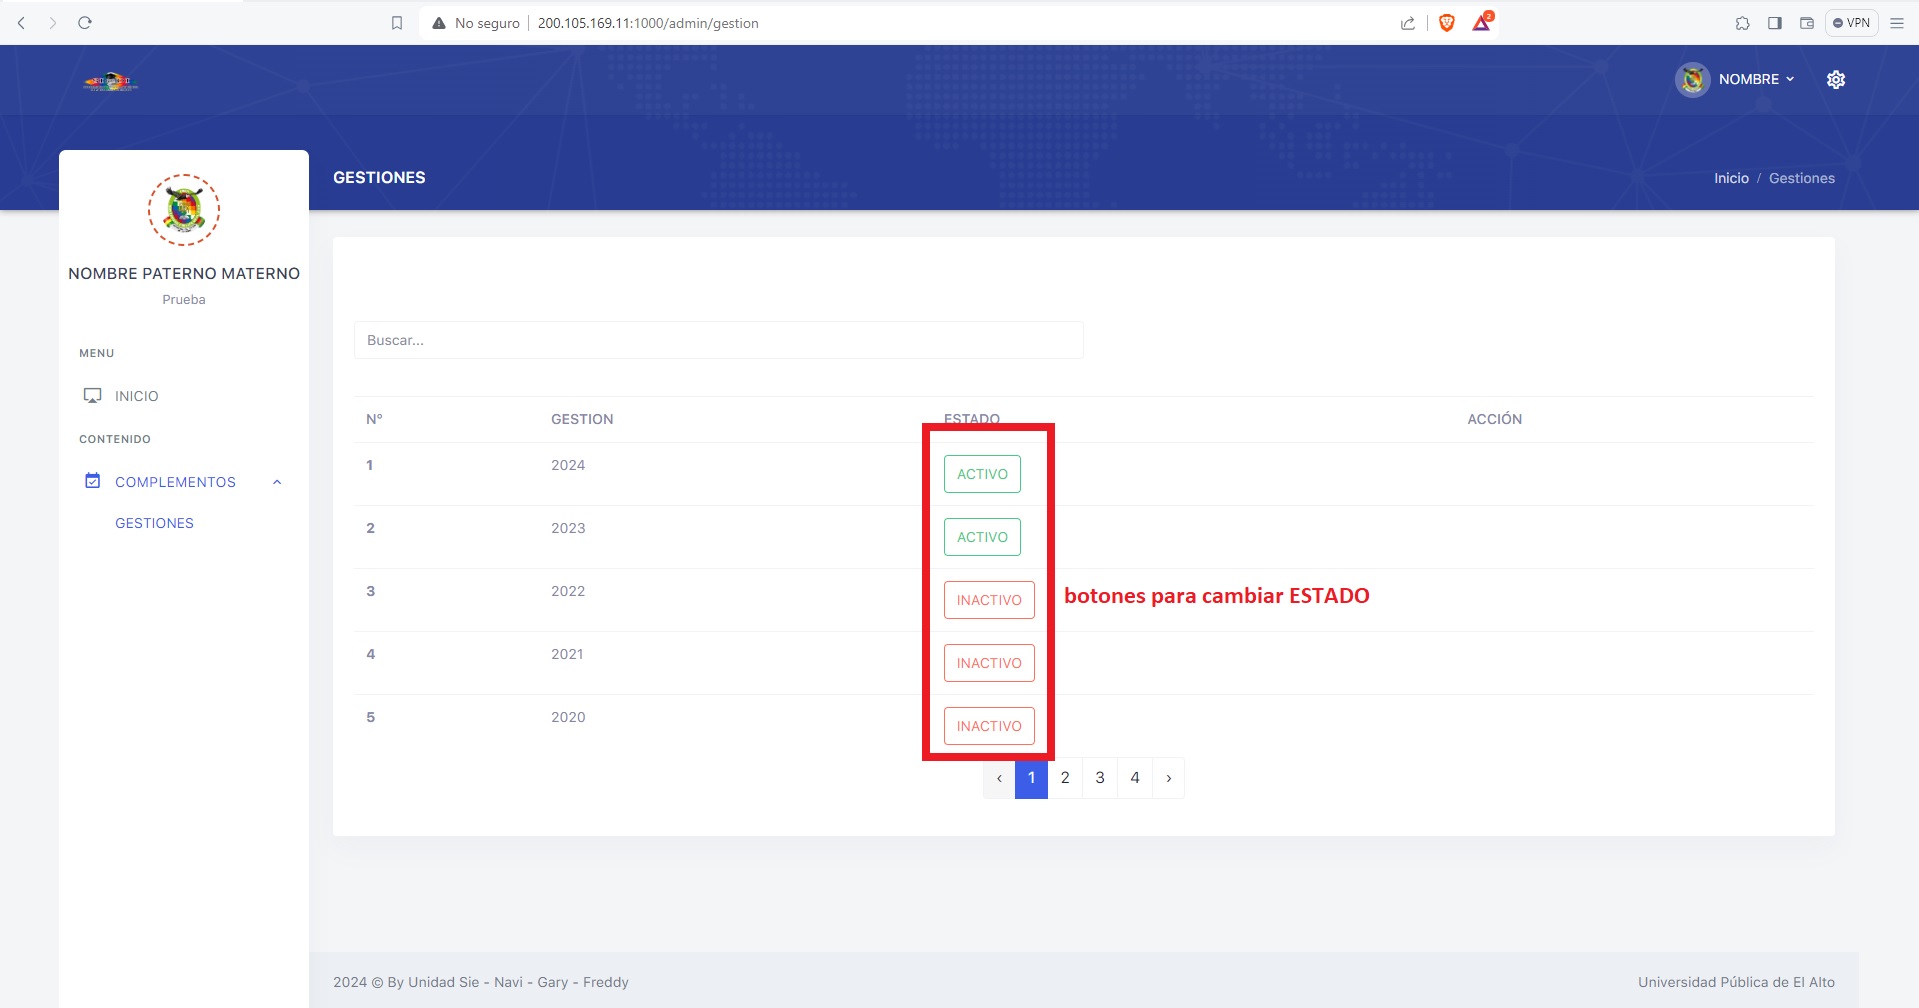 No seguro
200.105.169.11:1000/admin/gestion
2
VPN
NOMBRE
GESTIONES
Inicio / Gestiones
NOMBRE PATERNO MATERNO
Prueba
MENU
INICIO
CONTENIDO
COMPLEMENTOS
GESTIONES
Buscar...
N° GESTION ESTADO ACCIÓN
1 2024 ACTIVO
2 2023 ACTIVO
3 2022 INACTIVO
botones para cambiar ESTADO
4 2021 INACTIVO
5 2020 INACTIVO
‹ 1 2 3 4 ›
2024 © By Unidad Sie - Navi - Gary - Freddy
Universidad Pública de El Alto